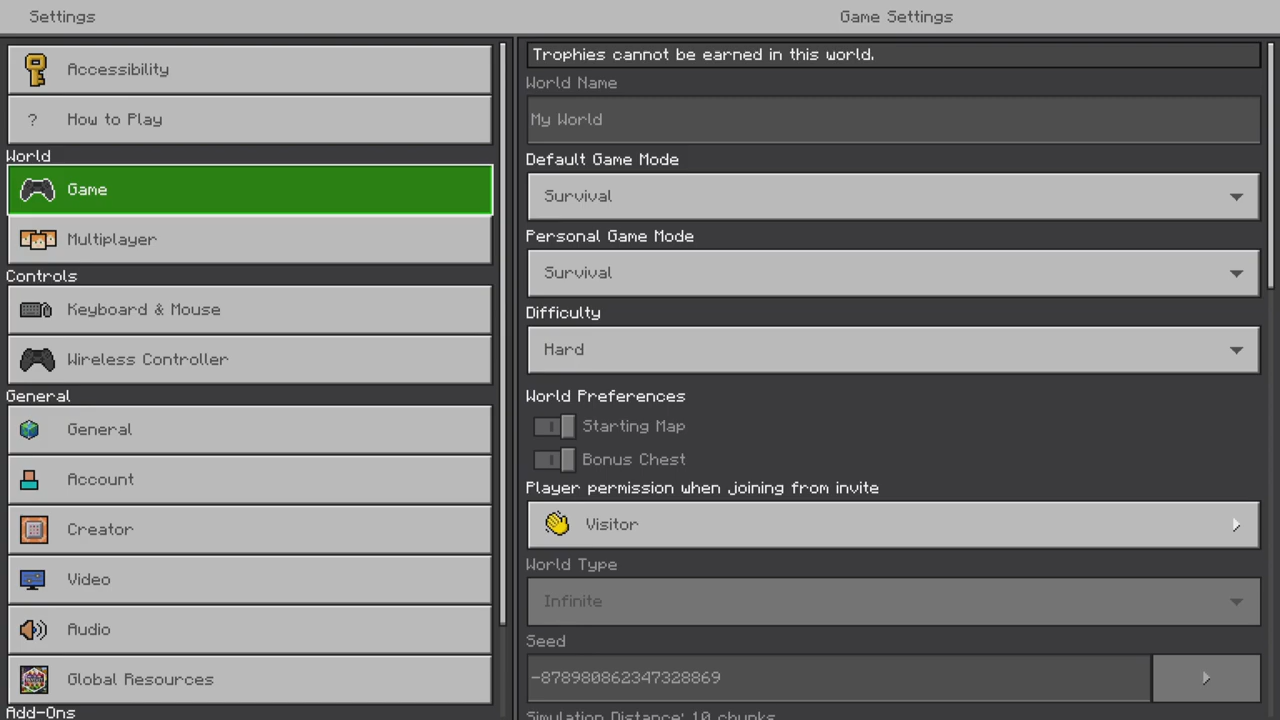 Settings
Game Settings
Accessibility
? How to Play
World
Game
Multiplayer
Controls
Keyboard & Mouse
Wireless Controller
General
General
Account
Creator
Video
Audio
Global Resources
Add-Ons
Trophies cannot be earned in this world.
World Name
My World
Default Game Mode
Survival
Personal Game Mode
Survival
Difficulty
Hard
World Preferences
Starting Map
Bonus Chest
Player permission when joining from invite
Visitor
World Type
Infinite
Seed
-878980862347328869
Simulation Distance: 10 chunks